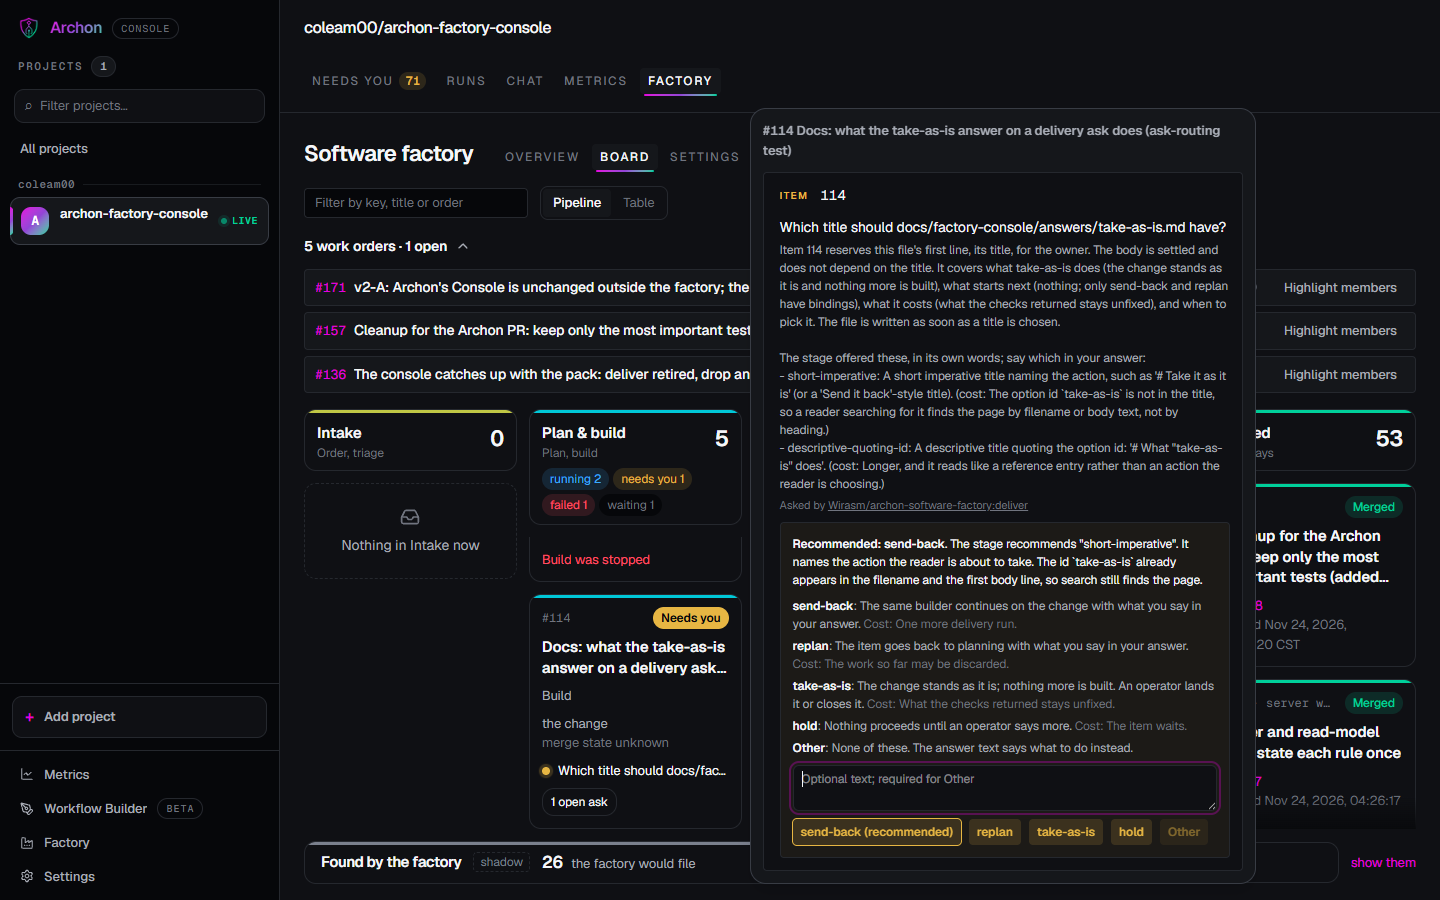 Archon CONSOLE
PROJECTS 1
Filter projects...
All projects
coleam00
A archon-factory-console LIVE
+ Add project
Metrics
Workflow Builder BETA
Factory
Settings
coleam00/archon-factory-console
NEEDS YOU 71 RUNS CHAT METRICS FACTORY
Software factory OVERVIEW BOARD SETTINGS
Filter by key, title or order Pipeline Table
5 work orders · 1 open
#171 v2-A: Archon's Console is unchanged outside the factory; the
Highlight members
#157 Cleanup for the Archon PR: keep only the most important test
Highlight members
#136 The console catches up with the pack: deliver retired, drop an
Highlight members
Intake 0
Order, triage
Nothing in Intake now
Plan & build 5
Plan, build
running 2 needs you 1
failed 1 waiting 1
Build was stopped
#114 Needs you
Docs: what the take-as-is
answer on a delivery ask...
Build
the change
merge state unknown
Which title should docs/fac...
1 open ask
#114 Docs: what the take-as-is answer on a delivery ask does (ask-routing
test)
ITEM 114
Which title should docs/factory-console/answers/take-as-is.md have?
Item 114 reserves this file's first line, its title, for the owner. The body is settled and
does not depend on the title. It covers what take-as-is does (the change stands as
it is and nothing more is built), what starts next (nothing; only send-back and replan
have bindings), what it costs (what the checks returned stays unfixed), and when to
pick it. The file is written as soon as a title is chosen.
The stage offered these, in its own words; say which in your answer:
- short-imperative: A short imperative title naming the action, such as '# Take it as it
is' (or a 'Send it back'-style title). (cost: The option id `take-as-is` is not in the title,
so a reader searching for it finds the page by filename or body text, not by
heading.)
- descriptive-quoting-id: A descriptive title quoting the option id: '# What "take-as-
is" does'. (cost: Longer, and it reads like a reference entry rather than an action the
reader is choosing.)
Asked by Wirasm/archon-software-factory:deliver
Recommended: send-back. The stage recommends "short-imperative". It
names the action the reader is about to take. The id `take-as-is` already
appears in the filename and the first body line, so search still finds the page.
send-back: The same builder continues on the change with what you say in
your answer. Cost: One more delivery run.
replan: The item goes back to planning with what you say in your answer.
Cost: The work so far may be discarded.
take-as-is: The change stands as it is; nothing more is built. An operator lands
it or closes it. Cost: What the checks returned stays unfixed.
hold: Nothing proceeds until an operator says more. Cost: The item waits.
Other: None of these. The answer text says what to do instead.
Optional text; required for Other
send-back (recommended) replan take-as-is hold Other
ed 53
ays
Merged
up for the Archon
eep only the most
rtant tests (added...
8
d Nov 24, 2026,
20 CST
server w... Merged
r and read-model
state each rule once
7
d Nov 24, 2026, 04:26:17
Found by the factory shadow 26 the factory would file
show them